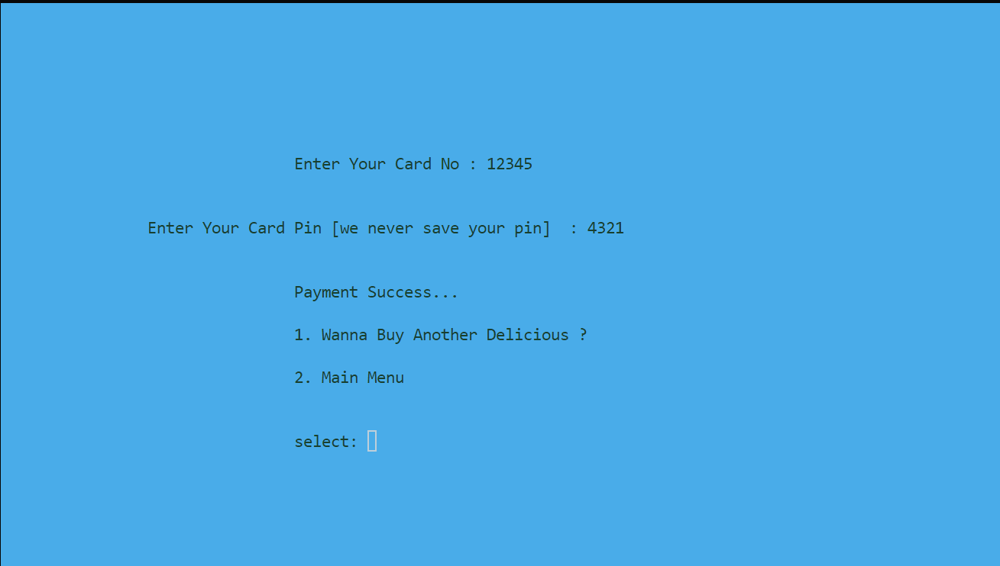 Enter Your Card No : 12345
Enter Your Card Pin [we never save your pin]  : 4321
Payment Success...
1. Wanna Buy Another Delicious ?
2. Main Menu
select: